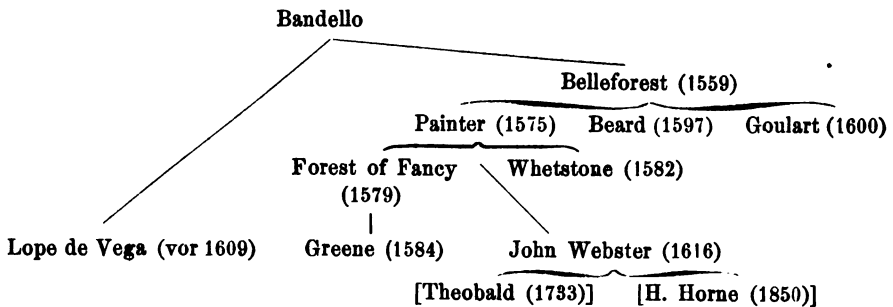 Bandello
Belleforest (1559)
Painter (1575) Beard (1597) Goulart (1600)
Forest of Fancy Whetstone (1582)
(1579)
Lope de Vega (vor 1609) Greene (1584) John Webster (1616)
[Theobald (1733)] [H. Horne (1850)]